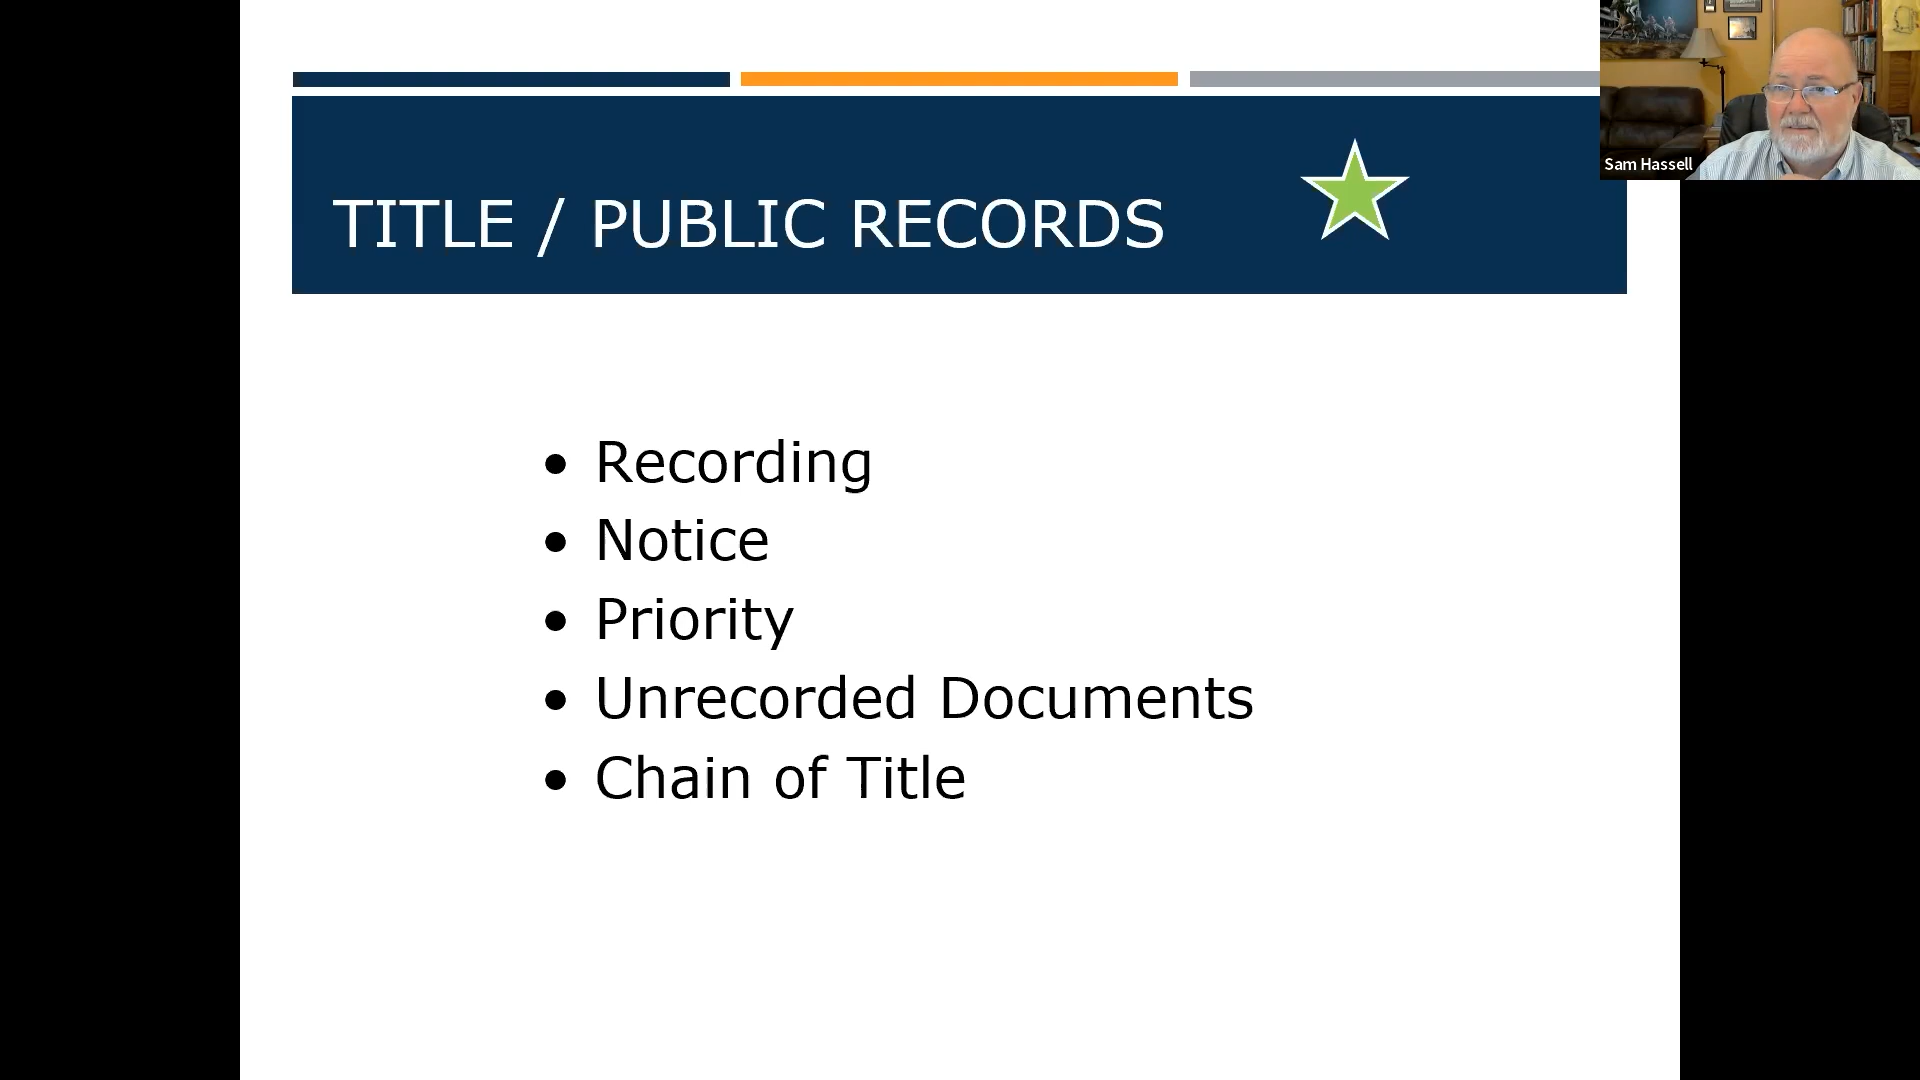 TITLE / PUBLIC RECORDS
Sam Hassell
• Recording
• Notice
• Priority
• Unrecorded Documents
• Chain of Title